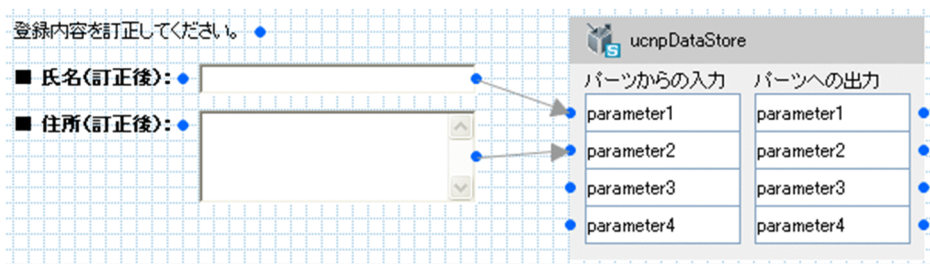 登録内容を訂正してください。
■ 氏名(訂正後):
■ 住所(訂正後):
S ucnpDataStore
パーツからの入力 パーツへの出力
parameter1 parameter1
parameter2 parameter2
parameter3 parameter3
parameter4 parameter4